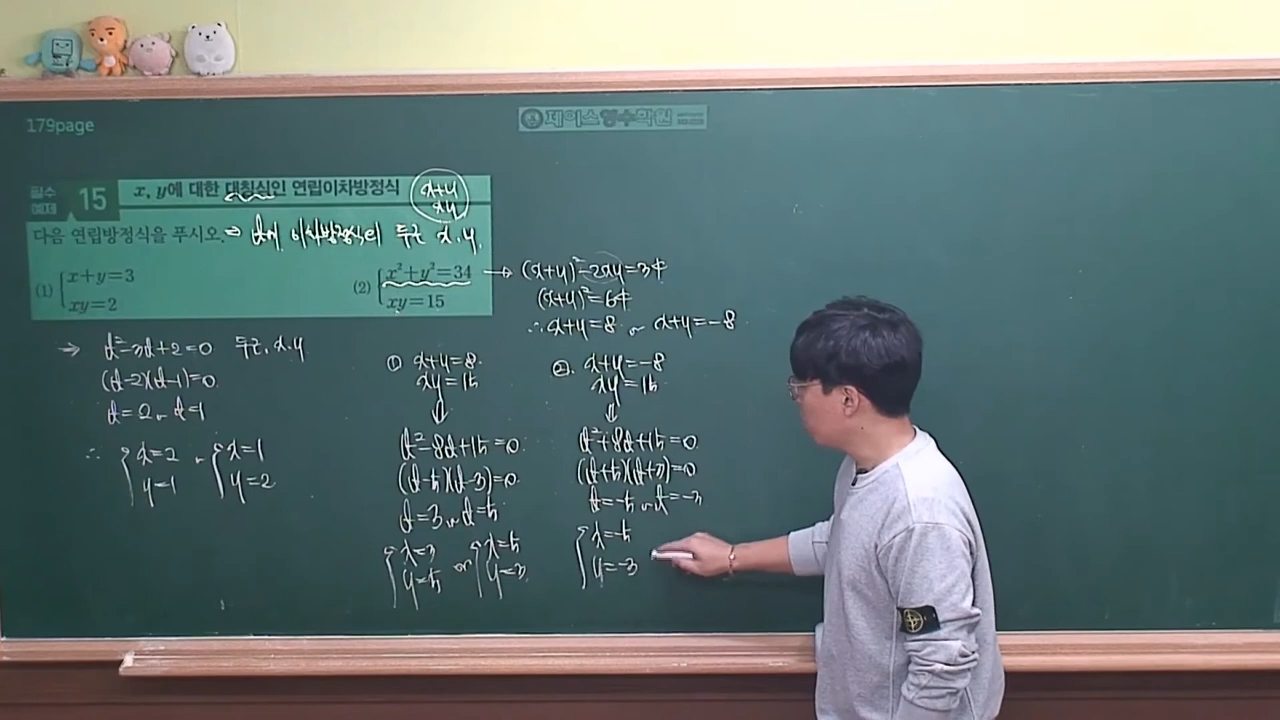 179page
제이스영수학원
필수 예제 15 x, y에 대한 대칭식인 연립이차방정식
x+y
xy
다음 연립방정식을 푸시오. ⇒ t에 이차방정식의 두근 x, y.
(1) { x+y=3
xy=2
(2) { x²+y²=34
xy=15
→ (x+y)²-2xy=34
(x+y)²=64
∴ x+y=8 or x+y=-8
→ t²-3t+2=0 두근, x, y
(t-2)(t-1)=0
t=2 or t=1
∴ { x=2 or { x=1
y=1 y=2
① x+y=8
xy=15
⇓
t²-8t+15=0
(t-5)(t-3)=0
t=3 or t=5
{ x=3 or { x=5
y=5 y=3
②. x+y=-8
xy=15
⇓
t²+8t+15=0
(t+5)(t+3)=0
t=-5 or t=-3
{ x=-5
y=-3